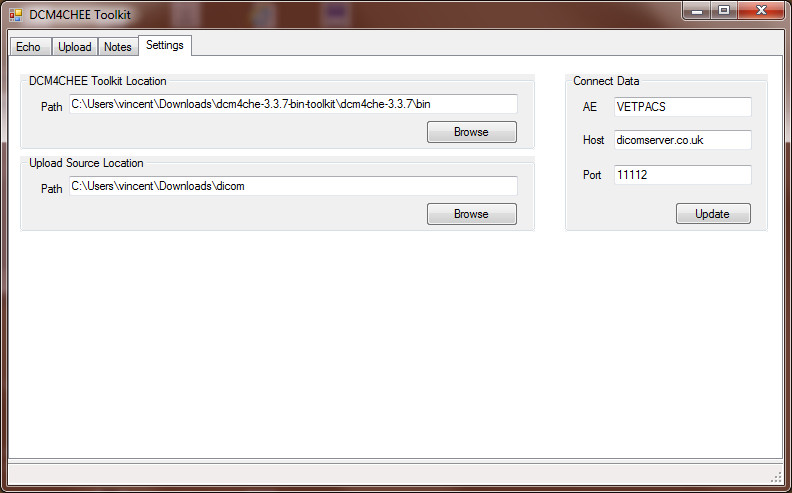 DCM4CHEE Toolkit
Echo Upload Notes Settings
DCM4CHEE Toolkit Location
Path C:\Users\vincent\Downloads\dcm4che-3.3.7-bin-toolkit\dcm4che-3.3.7\bin
Browse
Upload Source Location
Path C:\Users\vincent\Downloads\dicom
Browse
Connect Data
AE VETPACS
Host dicomserver.co.uk
Port 11112
Update